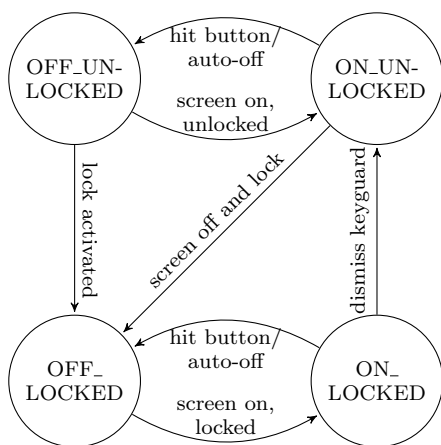 OFF_UN-
LOCKED
hit button/
auto-off
ON_UN-
LOCKED
screen on,
unlocked
lock activated
screen off and lock
dismiss keyguard
OFF_
LOCKED
hit button/
auto-off
ON_
LOCKED
screen on,
locked